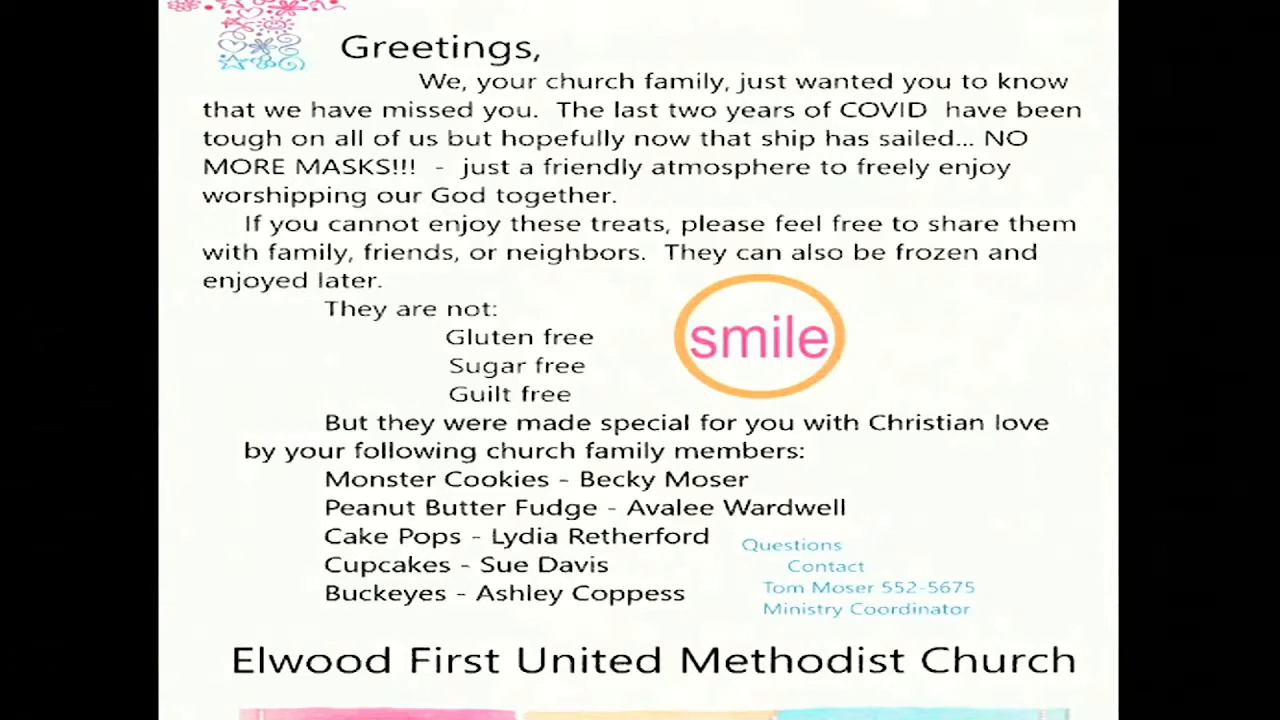 Greetings,
We, your church family, just wanted you to know
that we have missed you. The last two years of COVID have been
tough on all of us but hopefully now that ship has sailed... NO
MORE MASKS!!! - just a friendly atmosphere to freely enjoy
worshipping our God together.
If you cannot enjoy these treats, please feel free to share them
with family, friends, or neighbors. They can also be frozen and
enjoyed later.
They are not:
Gluten free
Sugar free
Guilt free
smile
But they were made special for you with Christian love
by your following church family members:
Monster Cookies - Becky Moser
Peanut Butter Fudge - Avalee Wardwell
Cake Pops - Lydia Retherford
Cupcakes - Sue Davis
Buckeyes - Ashley Coppess
Questions
Contact
Tom Moser 552-5675
Ministry Coordinator
Elwood First United Methodist Church